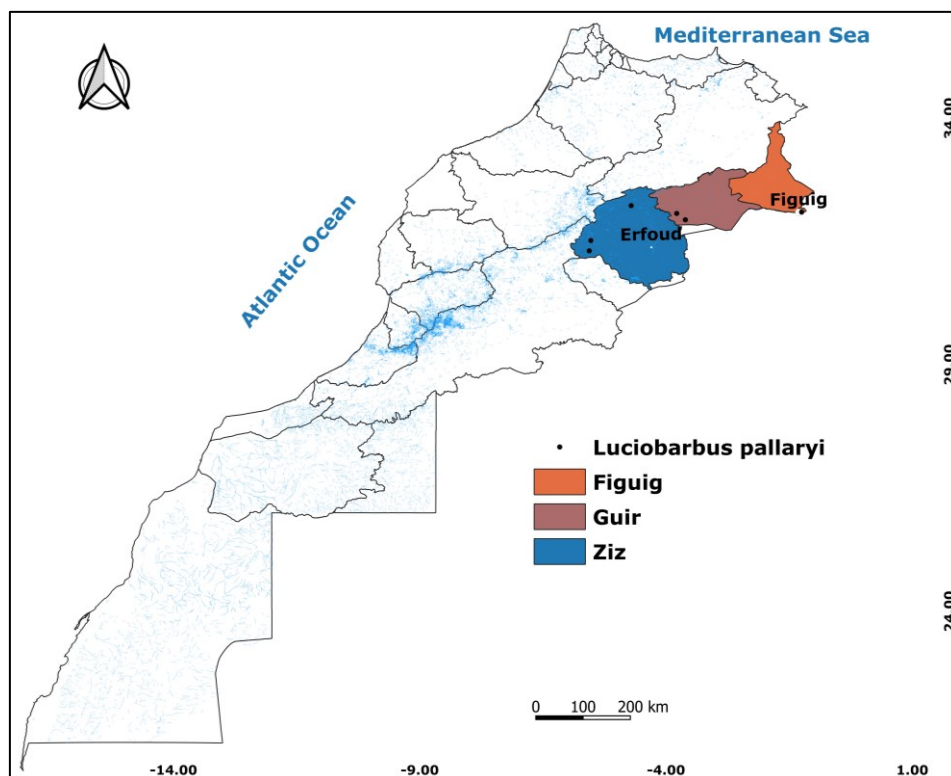 Mediterranean Sea
34.00
Figuig
Erfoud
Atlantic Ocean
29.00
Luciobarbus pallaryi
Figuig
Guir
Ziz
24.00
0 100 200 km
-14.00 -9.00 -4.00 1.00